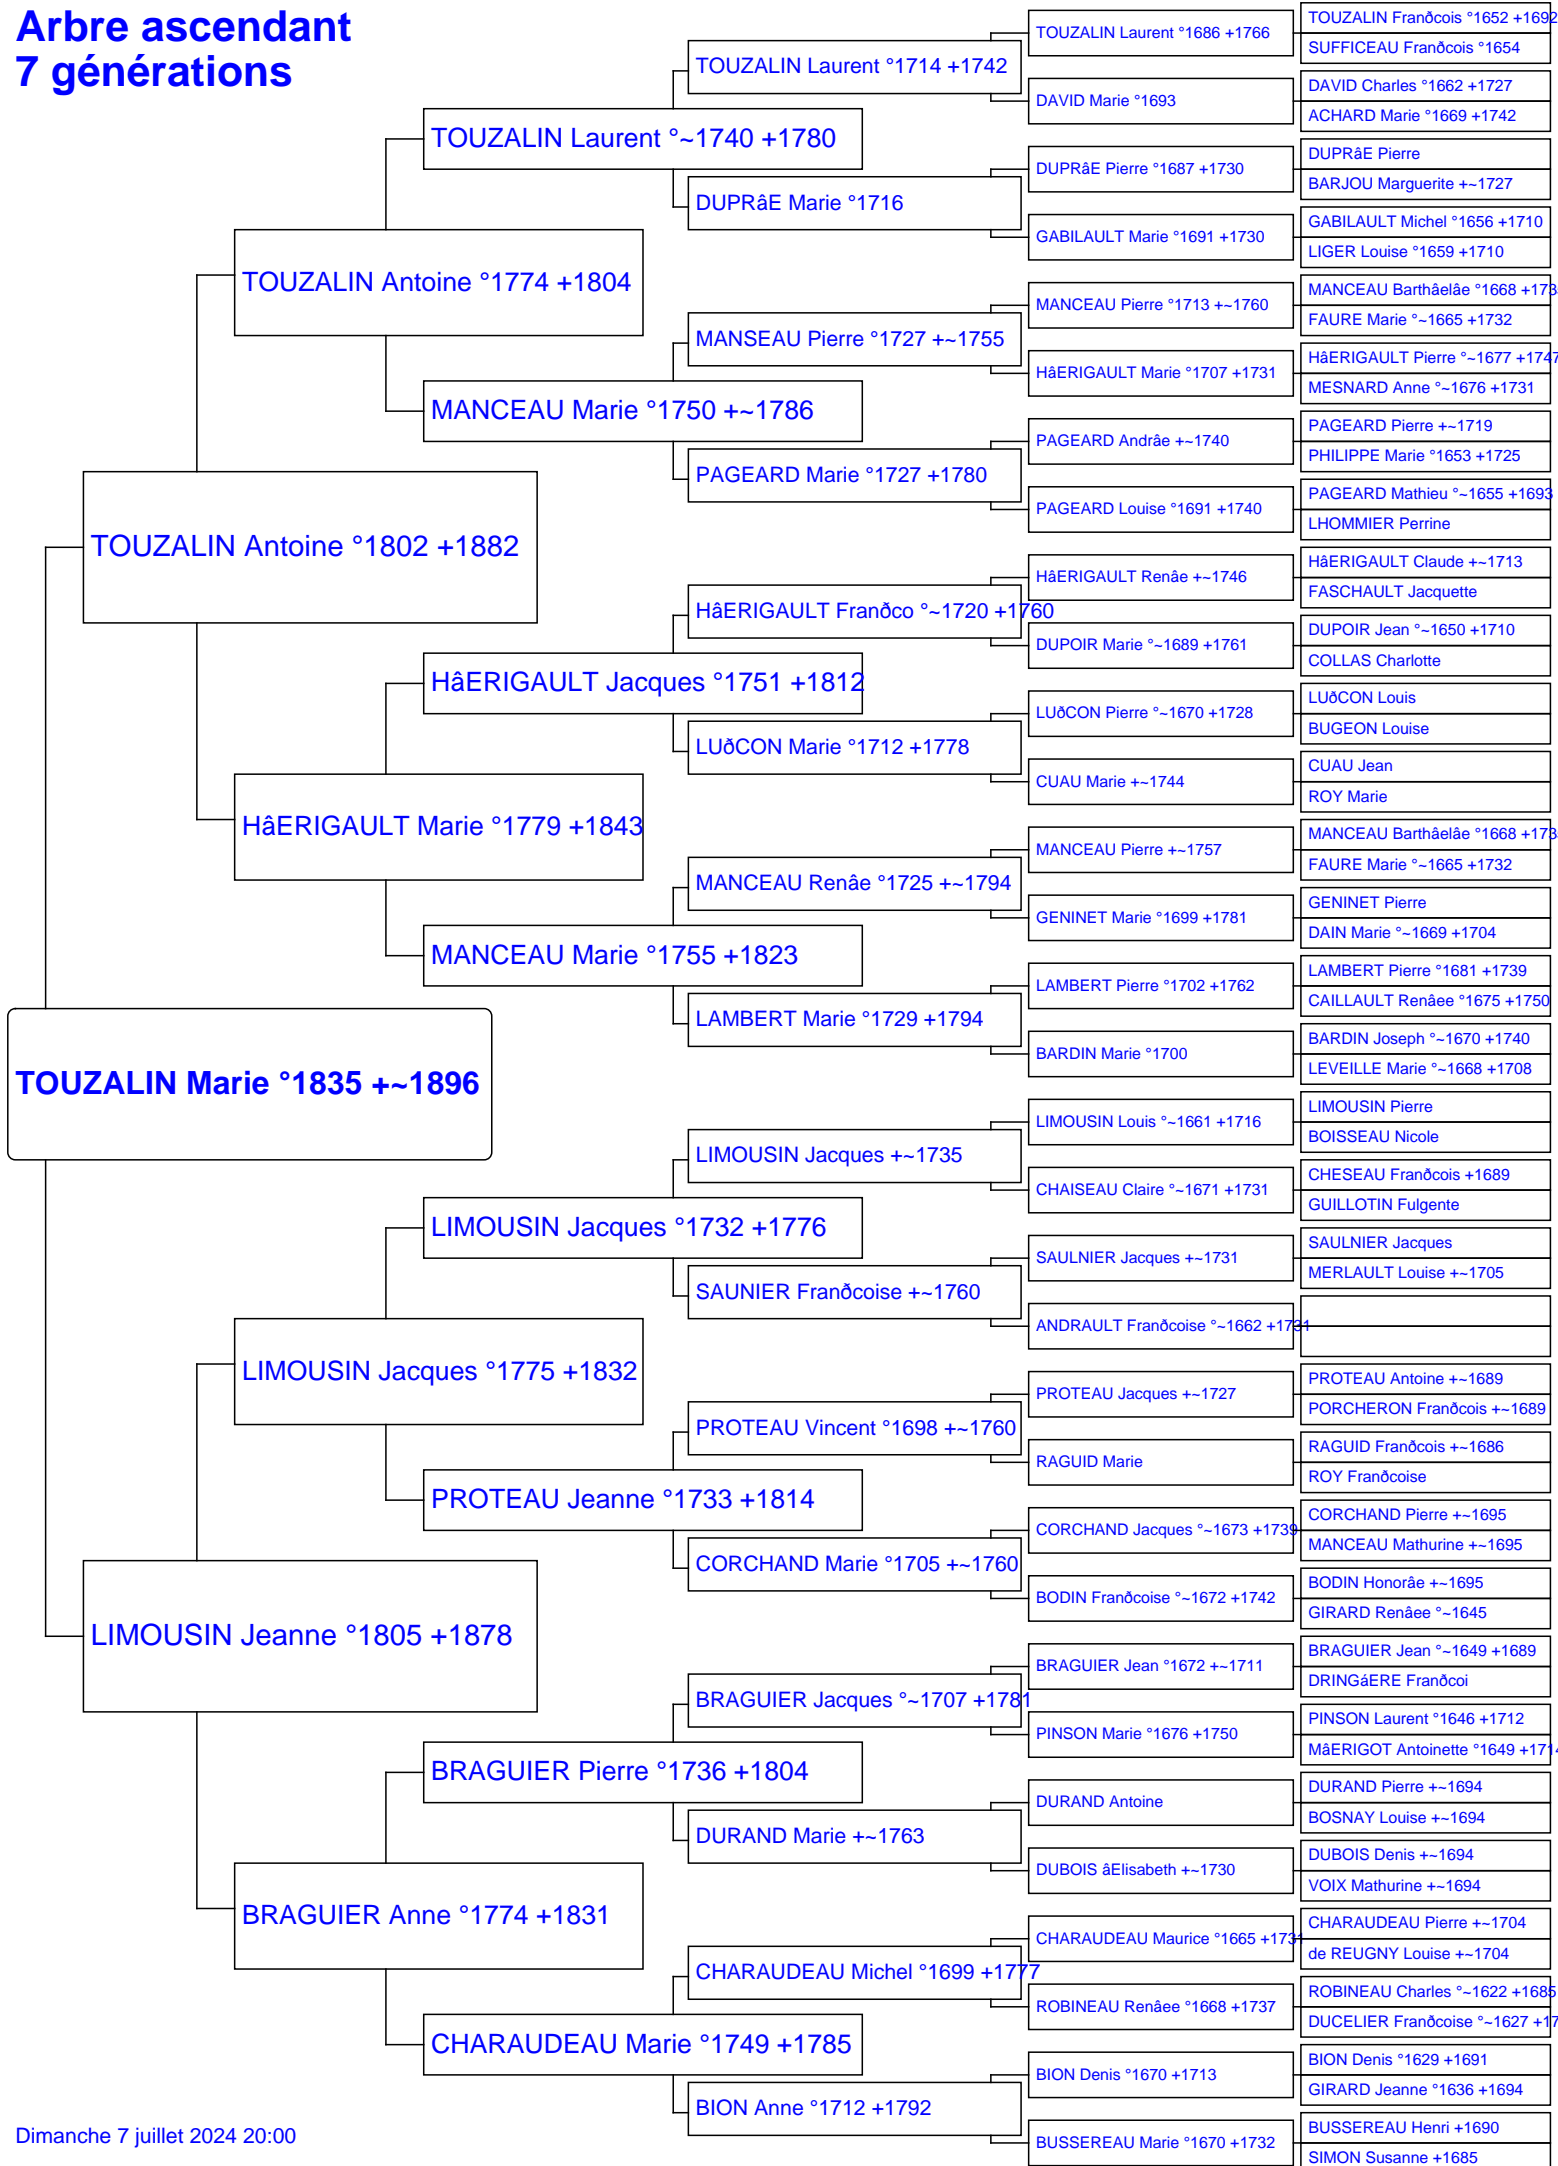 Arbre ascendant
7 générations
TOUZALIN Marie °1835 +~1896
TOUZALIN Antoine °1802 +1882
LIMOUSIN Jeanne °1805 +1878
TOUZALIN Antoine °1774 +1804
HâERIGAULT Marie °1779 +1843
LIMOUSIN Jacques °1775 +1832
BRAGUIER Anne °1774 +1831
TOUZALIN Laurent °~1740 +1780
MANCEAU Marie °1750 +~1786
HâERIGAULT Jacques °1751 +1812
MANCEAU Marie °1755 +1823
LIMOUSIN Jacques °1732 +1776
PROTEAU Jeanne °1733 +1814
BRAGUIER Pierre °1736 +1804
CHARAUDEAU Marie °1749 +1785
TOUZALIN Laurent °1714 +1742
DUPRâE Marie °1716
MANSEAU Pierre °1727 +~1755
PAGEARD Marie °1727 +1780
HâERIGAULT Franðco °~1720 +1760
LUðCON Marie °1712 +1778
MANCEAU Renâe °1725 +~1794
LAMBERT Marie °1729 +1794
LIMOUSIN Jacques +~1735
SAUNIER Franðcoise +~1760
PROTEAU Vincent °1698 +~1760
CORCHAND Marie °1705 +~1760
BRAGUIER Jacques °~1707 +1781
DURAND Marie +~1763
CHARAUDEAU Michel °1699 +1777
BION Anne °1712 +1792
TOUZALIN Laurent °1686 +1766
DAVID Marie °1693
DUPRâE Pierre °1687 +1730
GABILAULT Marie °1691 +1730
MANCEAU Pierre °1713 +~1760
HâERIGAULT Marie °1707 +1731
PAGEARD Andrâe +~1740
PAGEARD Louise °1691 +1740
HâERIGAULT Renâe +~1746
DUPOIR Marie °~1689 +1761
LUðCON Pierre °~1670 +1728
CUAU Marie +~1744
MANCEAU Pierre +~1757
GENINET Marie °1699 +1781
LAMBERT Pierre °1702 +1762
BARDIN Marie °1700
LIMOUSIN Louis °~1661 +1716
CHAISEAU Claire °~1671 +1731
SAULNIER Jacques +~1731
ANDRAULT Franðcoise °~1662 +1731
PROTEAU Jacques +~1727
RAGUID Marie
CORCHAND Jacques °~1673 +1739
BODIN Franðcoise °~1672 +1742
BRAGUIER Jean °1672 +~1711
PINSON Marie °1676 +1750
DURAND Antoine
DUBOIS âElisabeth +~1730
CHARAUDEAU Maurice °1665 +1731
ROBINEAU Renâee °1668 +1737
BION Denis °1670 +1713
BUSSEREAU Marie °1670 +1732
TOUZALIN Franðcois °1652 +1692
SUFFICEAU Franðcois °1654
DAVID Charles °1662 +1727
ACHARD Marie °1669 +1742
DUPRâE Pierre
BARJOU Marguerite +~1727
GABILAULT Michel °1656 +1710
LIGER Louise °1659 +1710
MANCEAU Barthâelâe °1668 +173
FAURE Marie °~1665 +1732
HâERIGAULT Pierre °~1677 +1747
MESNARD Anne °~1676 +1731
PAGEARD Pierre +~1719
PHILIPPE Marie °1653 +1725
PAGEARD Mathieu °~1655 +1693
LHOMMIER Perrine
HâERIGAULT Claude +~1713
FASCHAULT Jacquette
DUPOIR Jean °~1650 +1710
COLLAS Charlotte
LUðCON Louis
BUGEON Louise
CUAU Jean
ROY Marie
MANCEAU Barthâelâe °1668 +173
FAURE Marie °~1665 +1732
GENINET Pierre
DAIN Marie °~1669 +1704
LAMBERT Pierre °1681 +1739
CAILLAULT Renâee °1675 +1750
BARDIN Joseph °~1670 +1740
LEVEILLE Marie °~1668 +1708
LIMOUSIN Pierre
BOISSEAU Nicole
CHESEAU Franðcois +1689
GUILLOTIN Fulgente
SAULNIER Jacques
MERLAULT Louise +~1705
PROTEAU Antoine +~1689
PORCHERON Franðcois +~1689
RAGUID Franðcois +~1686
ROY Franðcoise
CORCHAND Pierre +~1695
MANCEAU Mathurine +~1695
BODIN Honorâe +~1695
GIRARD Renâee °~1645
BRAGUIER Jean °~1649 +1689
DRINGáERE Franðcoi
PINSON Laurent °1646 +1712
MâERIGOT Antoinette °1649 +1714
DURAND Pierre +~1694
BOSNAY Louise +~1694
DUBOIS Denis +~1694
VOIX Mathurine +~1694
CHARAUDEAU Pierre +~1704
de REUGNY Louise +~1704
ROBINEAU Charles °~1622 +1685
DUCELIER Franðcoise °~1627 +17
BION Denis °1629 +1691
GIRARD Jeanne °1636 +1694
BUSSEREAU Henri +1690
SIMON Susanne +1685
Dimanche 7 juillet 2024 20:00